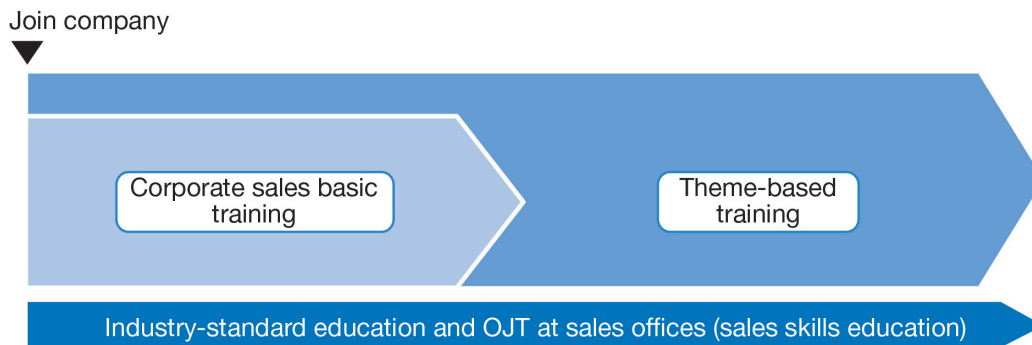 Join company
Corporate sales basic
training
Theme-based
training
Industry-standard education and OJT at sales offices (sales skills education)